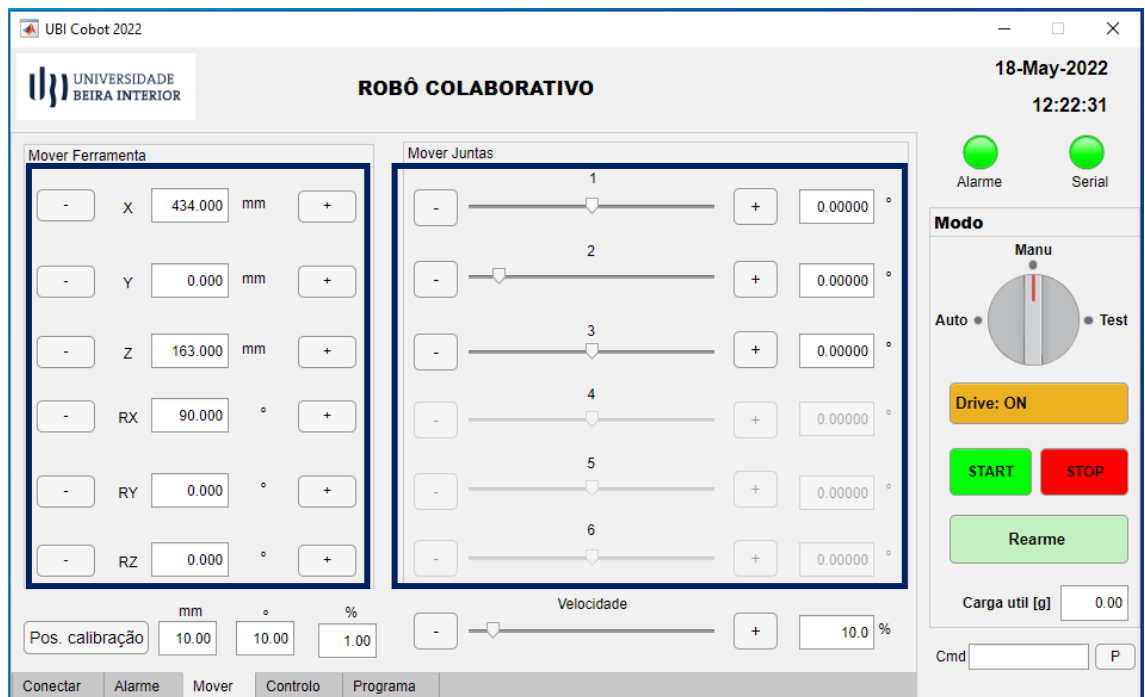 UBI Cobot 2022
UNIVERSIDADE
BEIRA INTERIOR
ROBÔ COLABORATIVO
18-May-2022
12:22:31
Alarme Serial
Mover Ferramenta
- X 434.000 mm +
- Y 0.000 mm +
- Z 163.000 mm +
- RX 90.000 ° +
- RY 0.000 ° +
- RZ 0.000 ° +
mm ° %
Pos. calibração 10.00 10.00 1.00
Mover Juntas
1
- + 0.00000 °
2
- + 0.00000 °
3
- + 0.00000 °
4
- + 0.00000 °
5
- + 0.00000 °
6
- + 0.00000 °
Velocidade
- + 10.0 %
Modo
Manu
Auto Test
Drive: ON
START STOP
Rearme
Carga util [g] 0.00
Cmd P
Conectar Alarme Mover Controlo Programa